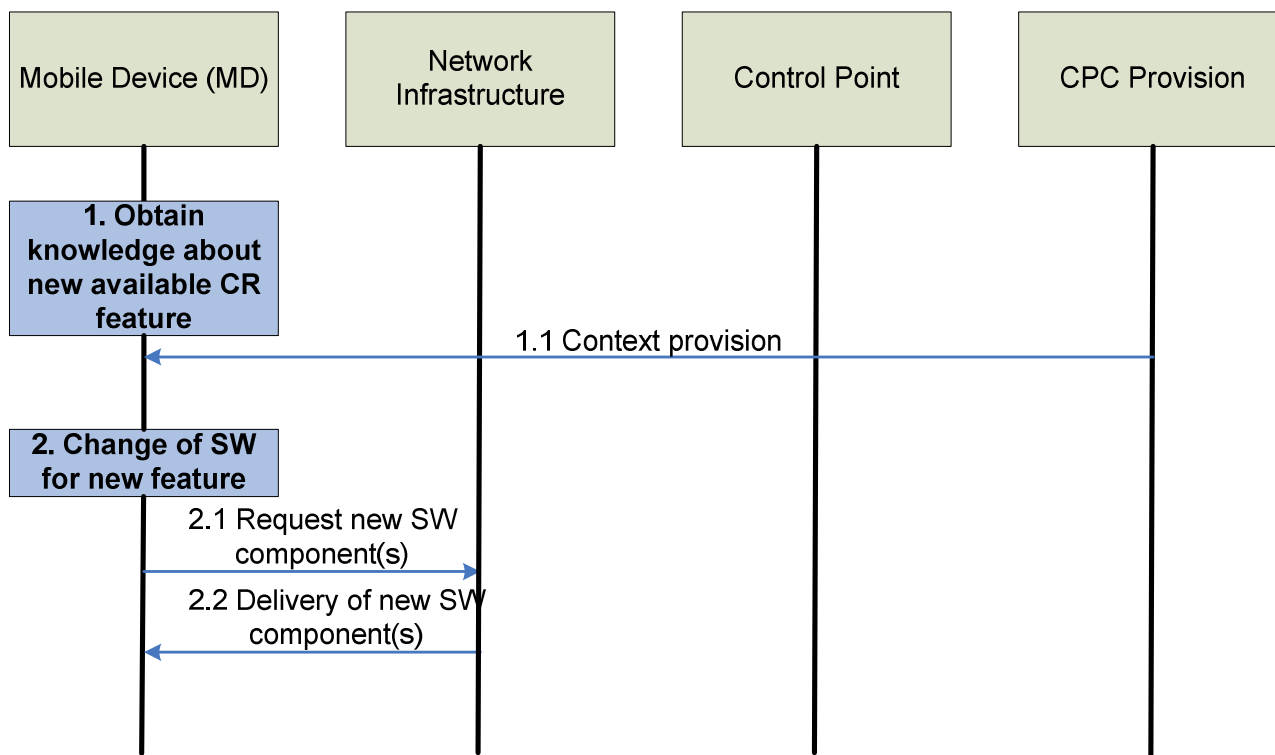 Mobile Device (MD)
Network
Infrastructure
Control Point
CPC Provision
1. Obtain
knowledge about
new available CR
feature
1.1 Context provision
2. Change of SW
for new feature
2.1 Request new SW
component(s)
2.2 Delivery of new SW
component(s)